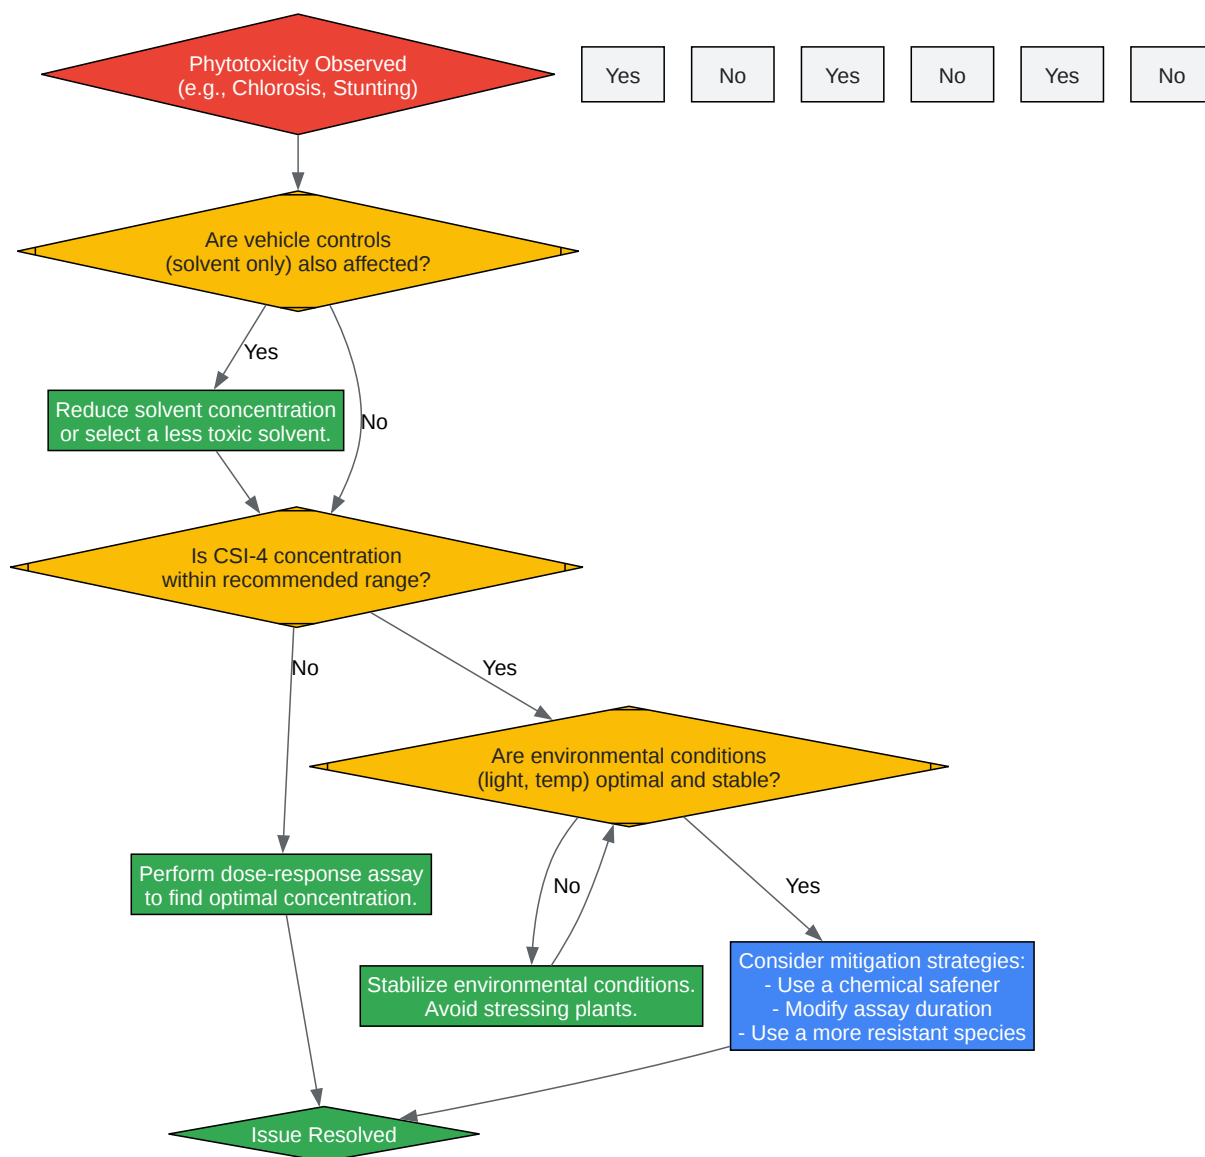 Phytotoxicity Observed
(e.g., Chlorosis, Stunting)
Yes
No
Yes
No
Yes
No
Are vehicle controls
(solvent only) also affected?
Yes
No
Reduce solvent concentration
or select a less toxic solvent.
Is CSI-4 concentration
within recommended range?
No
Yes
Are environmental conditions
(light, temp) optimal and stable?
No
Yes
Perform dose-response assay
to find optimal concentration.
Stabilize environmental conditions.
Avoid stressing plants.
Consider mitigation strategies:
- Use a chemical safener
- Modify assay duration
- Use a more resistant species
Issue Resolved